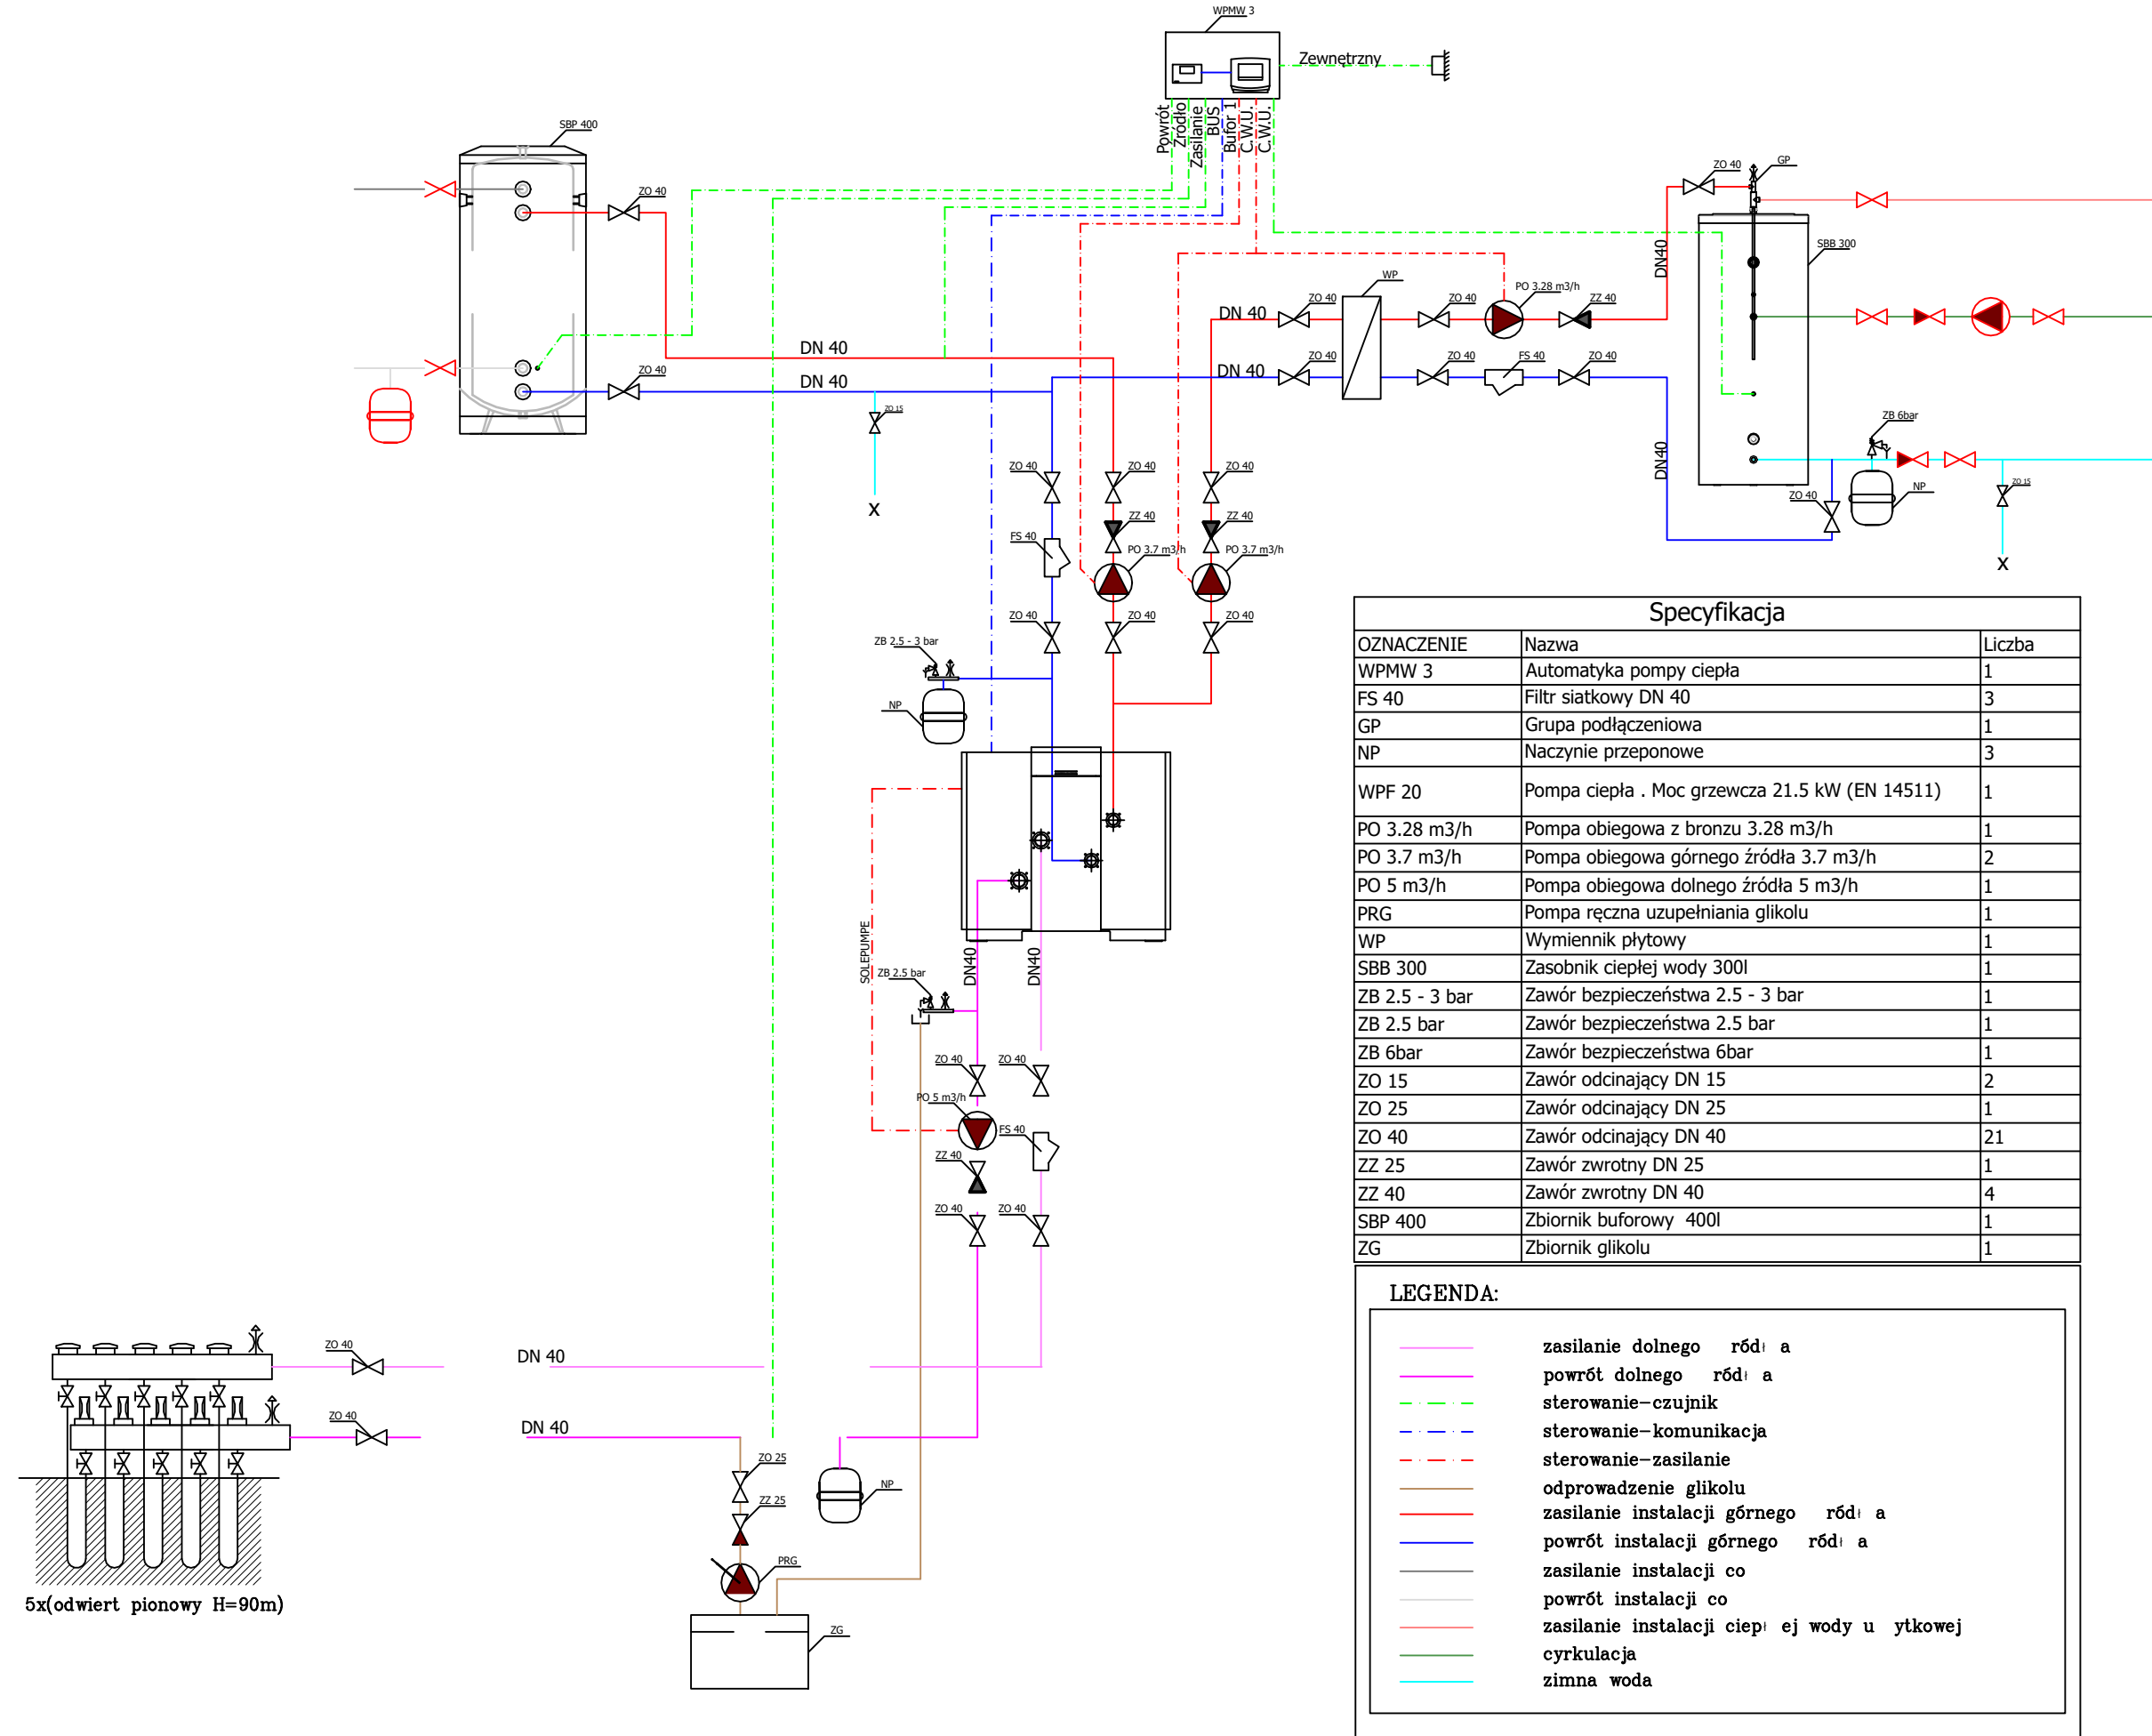 WPMW 3
Zewnętrzny
Powrót
Źródło
Zasilanie
BUS
Bufor 1
C.W.U.
C.W.U.
SBP 400
ZO 40
ZO 40
DN 40
DN 40
ZO 15
X
ZO 40
GP
SBB 300
DN40
WP
ZO 40
ZO 40
PO 3.28 m3/h
ZZ 40
DN 40
DN 40
ZO 40
ZO 40
FS 40
ZO 40
DN40
ZB 6bar
NP
ZO 40
ZO 15
X
ZO 40
ZO 40
ZO 40
ZZ 40
ZZ 40
FS 40
PO 3.7 m3/h
PO 3.7 m3/h
ZO 40
ZO 40
ZO 40
ZB 2.5 - 3 bar
NP
SOLEPUMPE
DN40
DN40
ZB 2.5 bar
ZO 40
ZO 40
PO 5 m3/h
FS 40
ZZ 40
ZO 40
ZO 40
ZO 40
DN 40
ZO 40
DN 40
ZO 25
ZZ 25
NP
PRG
ZG
5x(odwiert pionowy H=90m)
Specyfikacja
OZNACZENIE Nazwa Liczba
WPMW 3 Automatyka pompy ciepła 1
FS 40 Filtr siatkowy DN 40 3
GP Grupa podłączeniowa 1
NP Naczynie przeponowe 3
WPF 20 Pompa ciepła . Moc grzewcza 21.5 kW (EN 14511) 1
PO 3.28 m3/h Pompa obiegowa z bronzu 3.28 m3/h 1
PO 3.7 m3/h Pompa obiegowa górnego źródła 3.7 m3/h 2
PO 5 m3/h Pompa obiegowa dolnego źródła 5 m3/h 1
PRG Pompa ręczna uzupełniania glikolu 1
WP Wymiennik płytowy 1
SBB 300 Zasobnik ciepłej wody 300l 1
ZB 2.5 - 3 bar Zawór bezpieczeństwa 2.5 - 3 bar 1
ZB 2.5 bar Zawór bezpieczeństwa 2.5 bar 1
ZB 6bar Zawór bezpieczeństwa 6bar 1
ZO 15 Zawór odcinający DN 15 2
ZO 25 Zawór odcinający DN 25 1
ZO 40 Zawór odcinający DN 40 21
ZZ 25 Zawór zwrotny DN 25 1
ZZ 40 Zawór zwrotny DN 40 4
SBP 400 Zbiornik buforowy 400l 1
ZG Zbiornik glikolu 1
LEGENDA:
zasilanie dolnego ródł a
powrót dolnego ródł a
sterowanie-czujnik
sterowanie-komunikacja
sterowanie-zasilanie
odprowadzenie glikolu
zasilanie instalacji górnego ródł a
powrót instalacji górnego ródł a
zasilanie instalacji co
powrót instalacji co
zasilanie instalacji ciepł ej wody u ytkowej
cyrkulacja
zimna woda